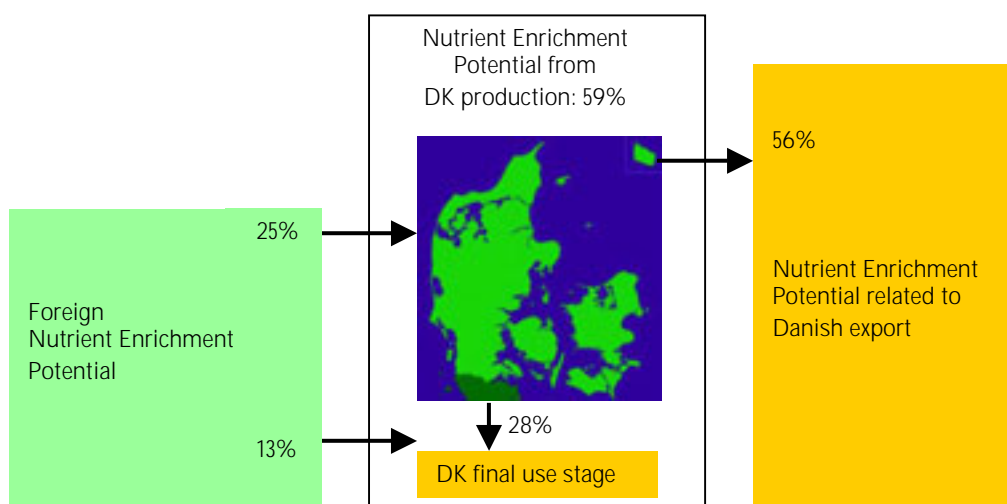 Nutrient Enrichment
Potential from
DK production: 59%
56%
25%
Foreign
Nutrient Enrichment
Potential
Nutrient Enrichment
Potential related to
Danish export
13%
28%
DK final use stage